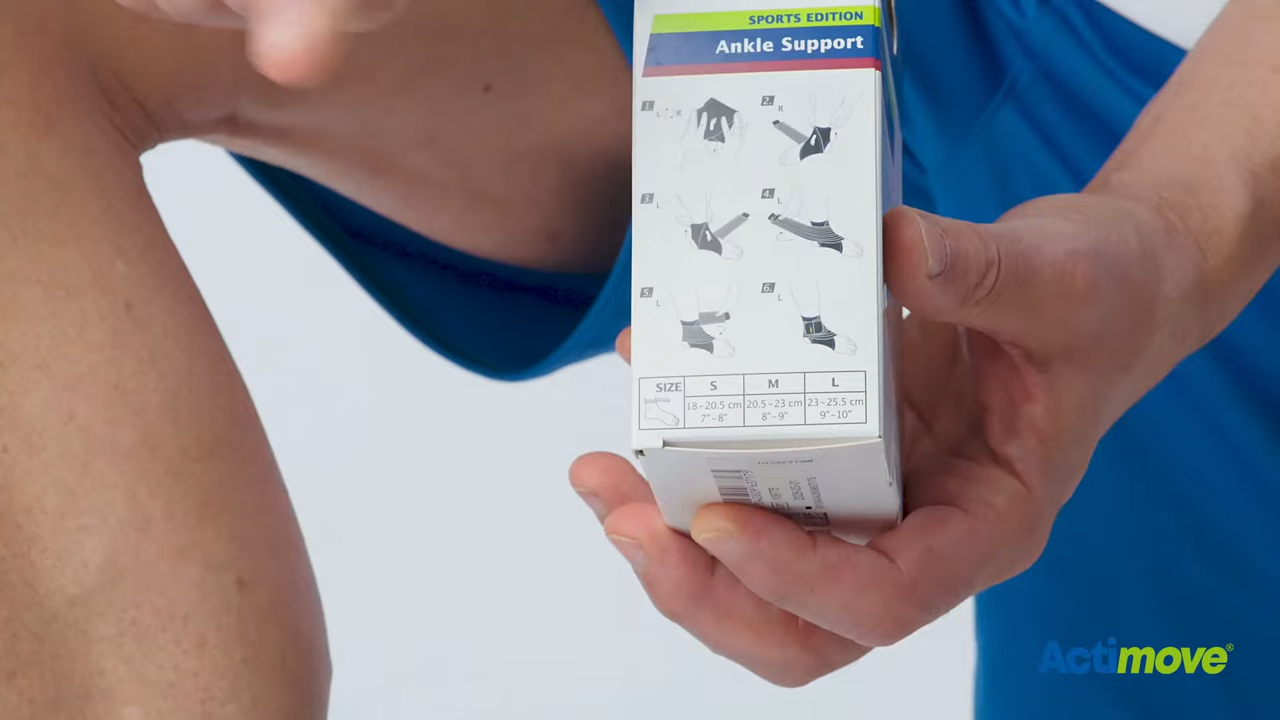 SPORTS EDITION
Ankle Support
1.
L R
2.
R
3.
L
4.
L
5.
L
6.
L
SIZE S M L
18-20.5 cm 20.5-23 cm 23-25.5 cm
7"-8" 8"-9" 9"-10"
Actimove®